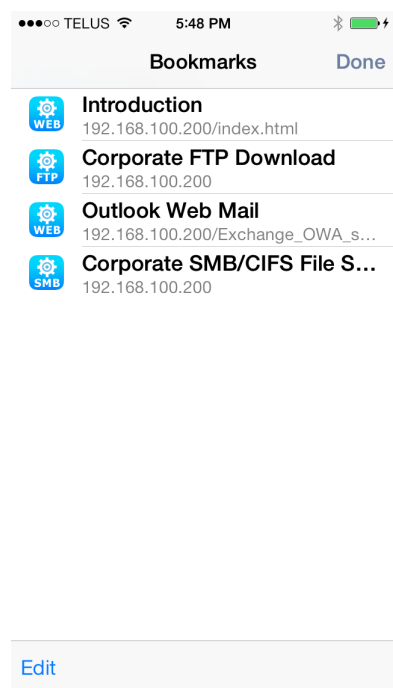 TELUS 5:48 PM
Bookmarks Done
Introduction
WEB
192.168.100.200/index.html
Corporate FTP Download
FTP
192.168.100.200
Outlook Web Mail
WEB
192.168.100.200/Exchange_OWA_s...
Corporate SMB/CIFS File S...
SMB
192.168.100.200
Edit